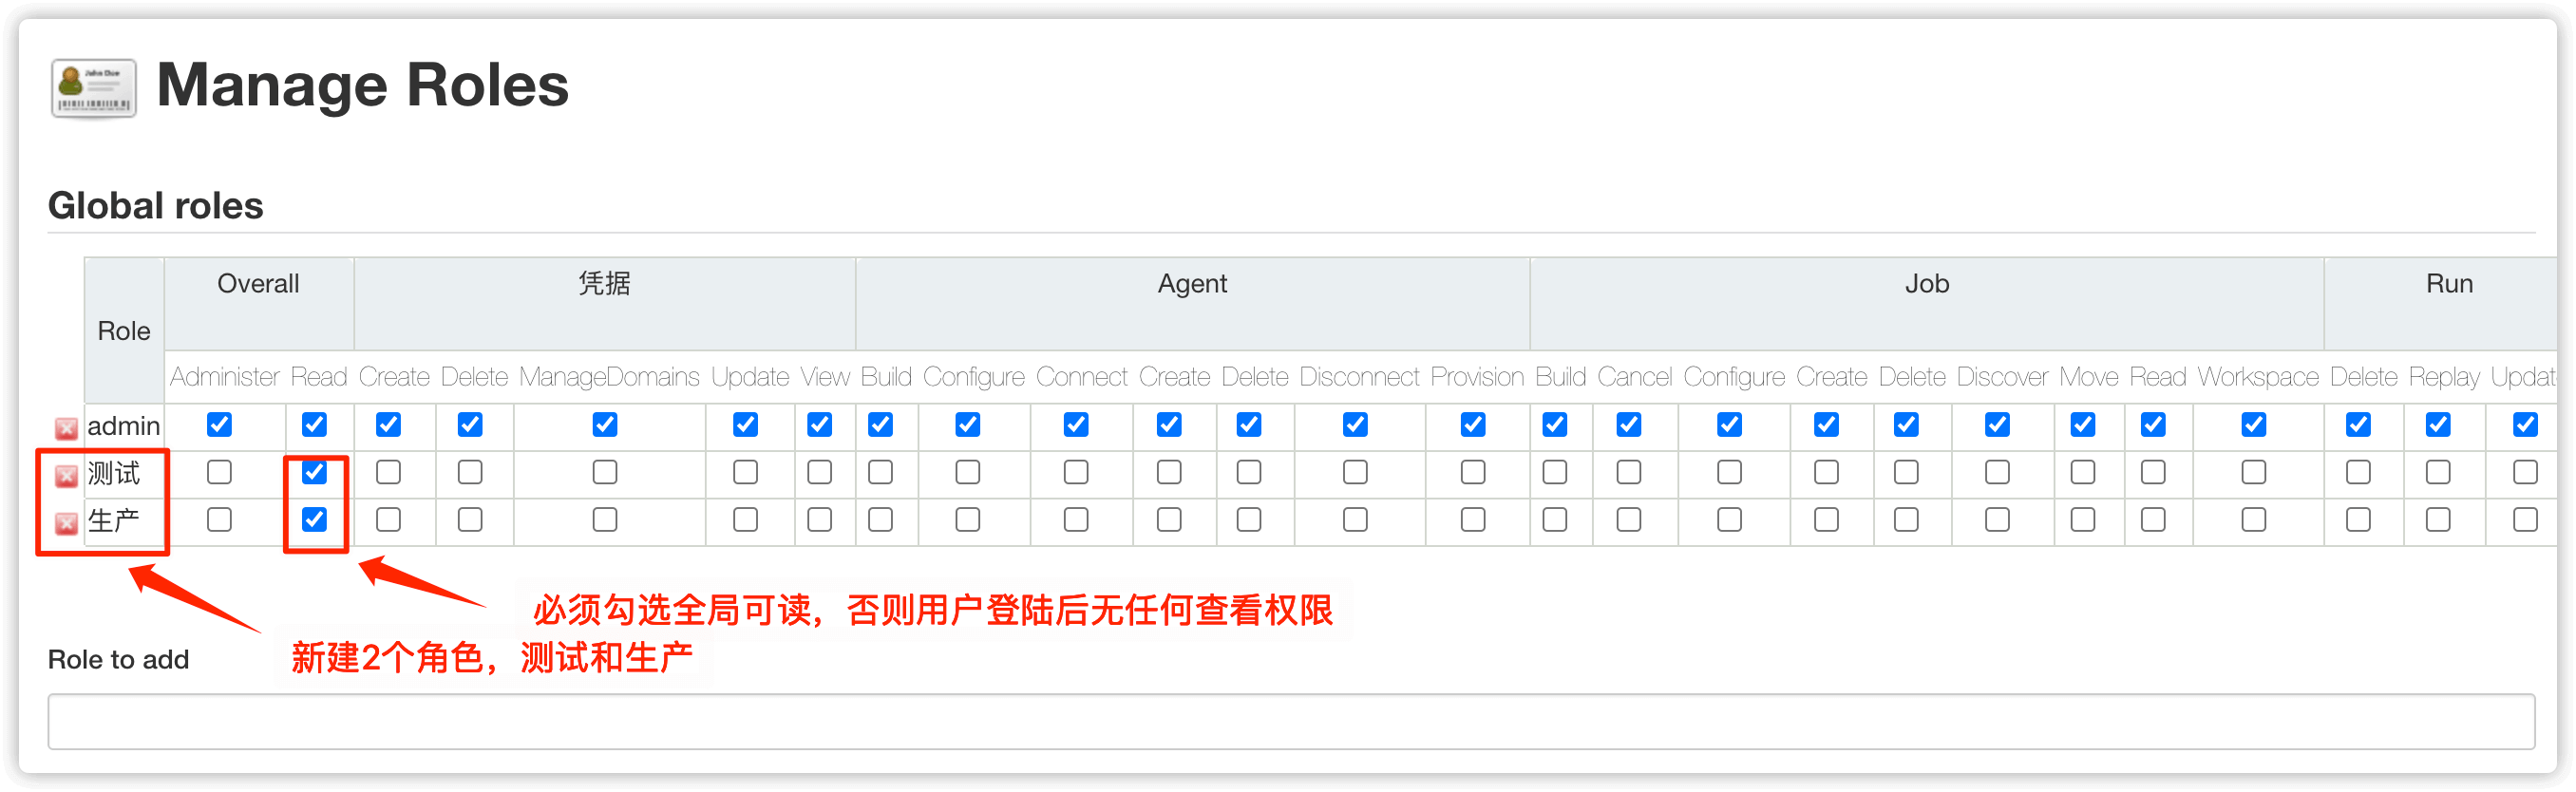 John Doe
Manage Roles
Global roles
Role Overall 凭据 Agent Job Run
Administer Read Create Delete ManageDomains Update View Build Configure Connect Create Delete Disconnect Provision Build Cancel Configure Create Delete Discover Move Read Workspace Delete Replay Updat
admin
测试
生产
必须勾选全局可读，否则用户登陆后无任何查看权限
新建2个角色，测试和生产
Role to add